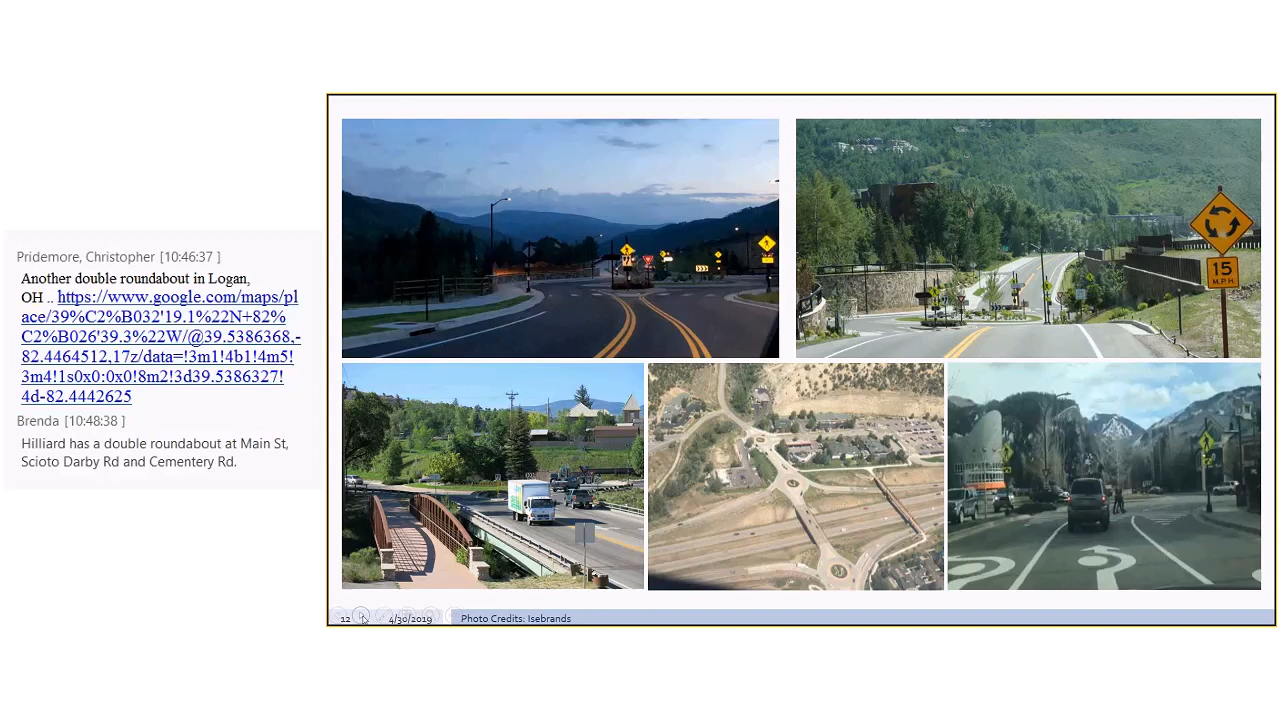 Pridemore, Christopher [10:46:37 ]
Another double roundabout in Logan,
OH .. https://www.google.com/maps/pl
ace/39%C2%B032'19.1%22N+82%
C2%B026'39.3%22W/@39.5386368,-
82.4464512,17z/data=!3m1!4b1!4m5!
3m4!1s0x0:0x0!8m2!3d39.5386327!
4d-82.4442625
Brenda [10:48:38 ]
Hilliard has a double roundabout at Main St,
Scioto Darby Rd and Cementery Rd.
15
M.P.H.
12
4/30/2019
Photo Credits: Isebrands